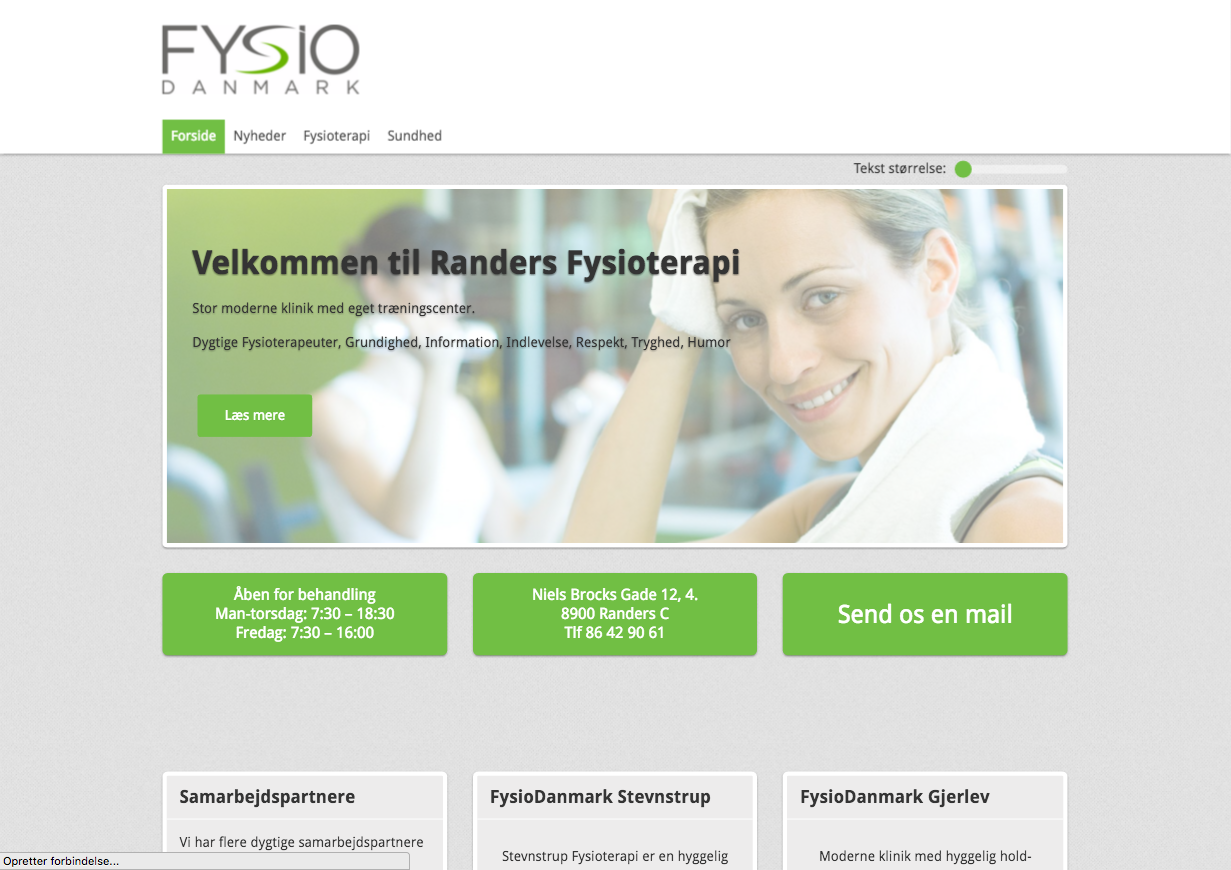 FYSIO
DANMARK
Forside Nyheder Fysioterapi Sundhed
Tekst størrelse:
Velkommen til Randers Fysioterapi
Stor moderne klinik med eget træningscenter.
Dygtige Fysioterapeuter, Grundighed, Information, Indlevelse, Respekt, Tryghed, Humor
Læs mere
Åben for behandling
Man-torsdag: 7:30 – 18:30
Fredag: 7:30 – 16:00
Niels Brocks Gade 12, 4.
8900 Randers C
Tlf 86 42 90 61
Send os en mail
Samarbejdspartnere
Vi har flere dygtige samarbejdspartnere
FysioDanmark Stevnstrup
Stevnstrup Fysioterapi er en hyggelig
FysioDanmark Gjerlev
Moderne klinik med hyggelig hold-
Opretter forbindelse...